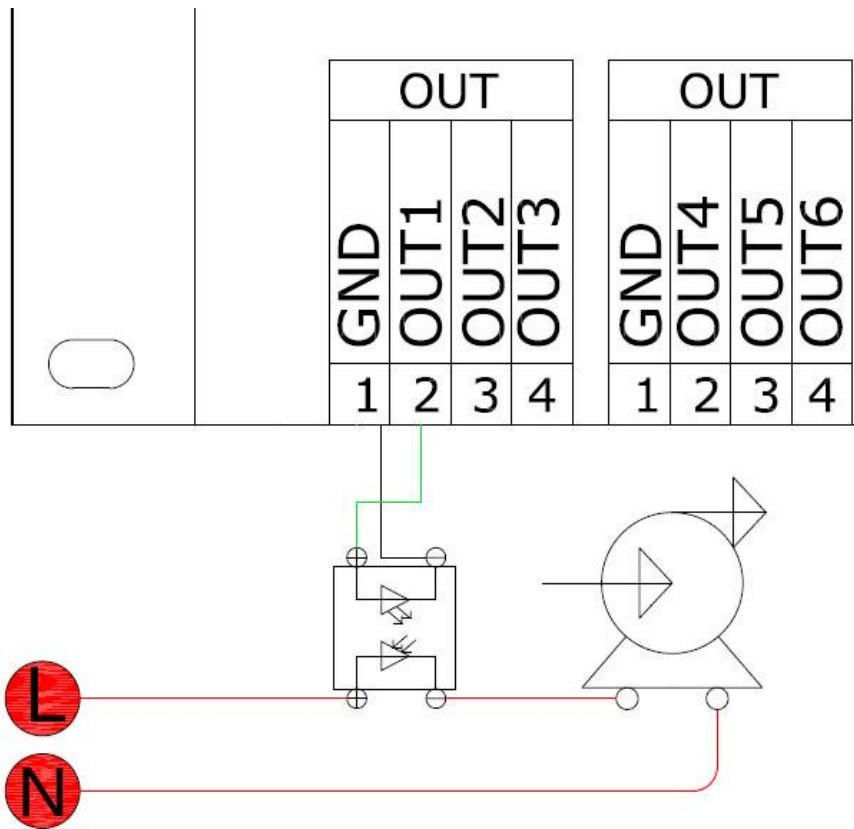 OUT OUT
GND OUT1 OUT2 OUT3 GND OUT4 OUT5 OUT6
1 2 3 4 1 2 3 4
L
N